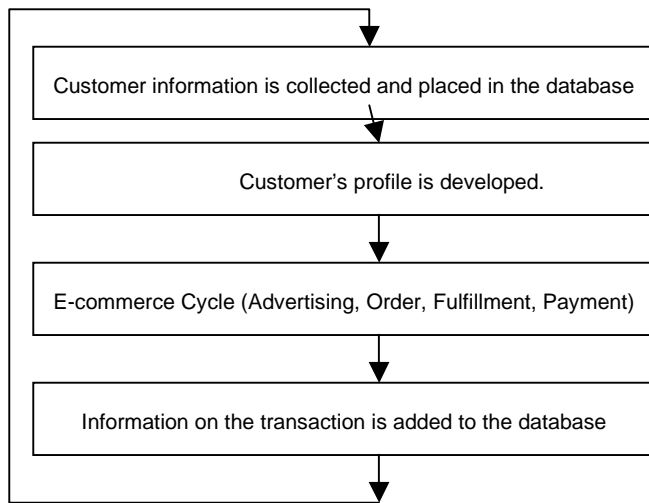 Customer information is collected and placed in the database
Customer’s profile is developed.
E-commerce Cycle (Advertising, Order, Fulfillment, Payment)
Information on the transaction is added to the database